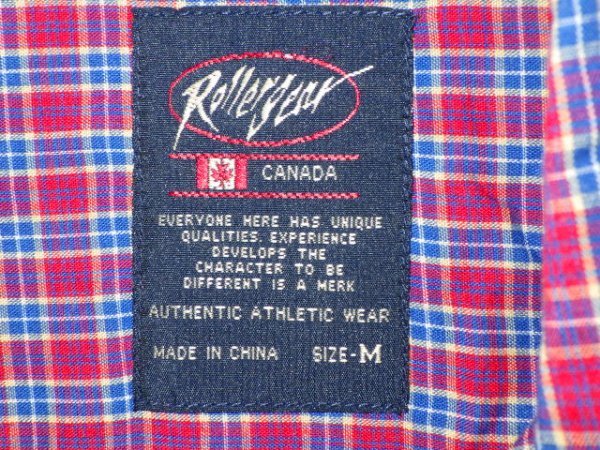 Rollergear
CANADA
EVERYONE HERE HAS UNIQUE
QUALITIES. EXPERIENCE
DEVELOPS THE
CHARACTER TO BE
DIFFERENT IS A MERK
AUTHENTIC ATHLETIC WEAR
MADE IN CHINA SIZE-M